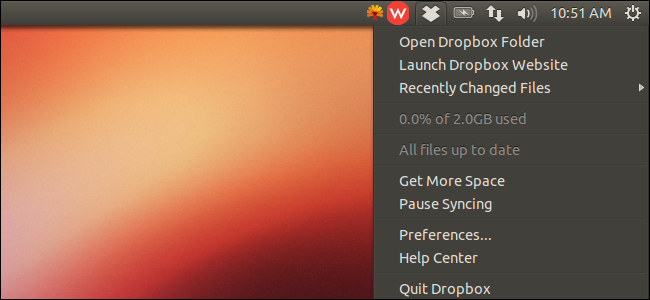 W
10:51 AM
Open Dropbox Folder
Launch Dropbox Website
Recently Changed Files
0.0% of 2.0GB used
All files up to date
Get More Space
Pause Syncing
Preferences...
Help Center
Quit Dropbox